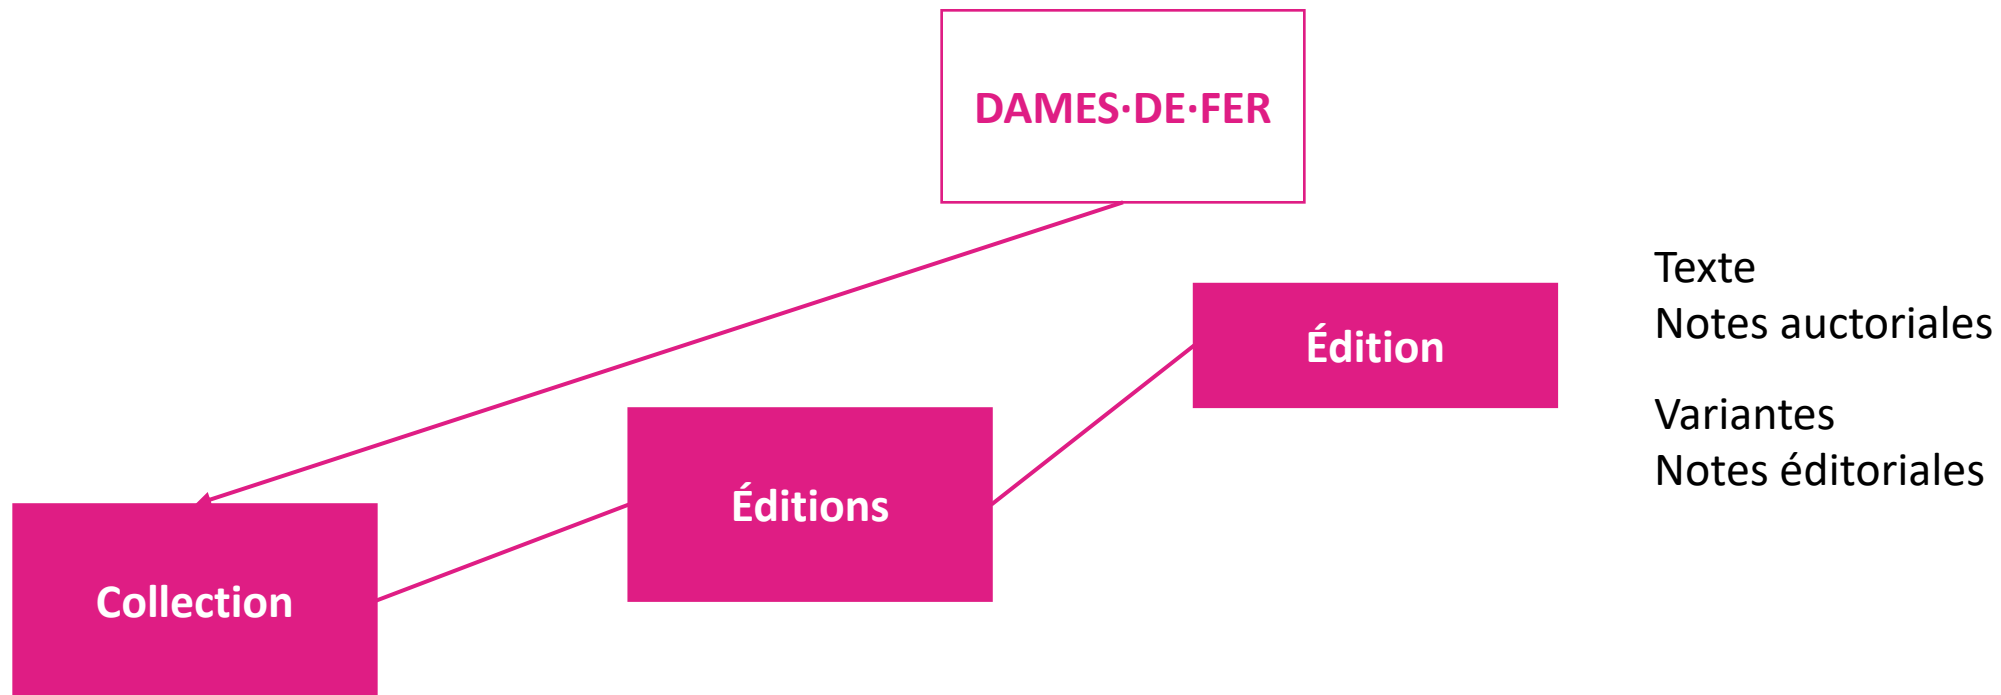 DAMES·DE·FER
Texte
Notes auctoriales
Édition
Variantes
Notes éditoriales
Éditions
Collection